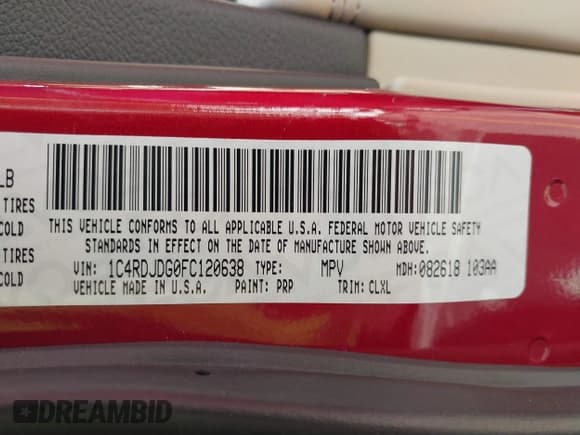 LB
TIRES
COLD
TIRES
COLD
THIS VEHICLE CONFORMS TO ALL APPLICABLE U.S.A. FEDERAL MOTOR VEHICLE SAFETY
STANDARDS IN EFFECT ON THE DATE OF MANUFACTURE SHOWN ABOVE.
VIN: 1C4RDJDG0FC120638 TYPE: MPV MDH:082618 103AA
VEHICLE MADE IN U.S.A. PAINT: PRP TRIM: CLXL
DREAMBID